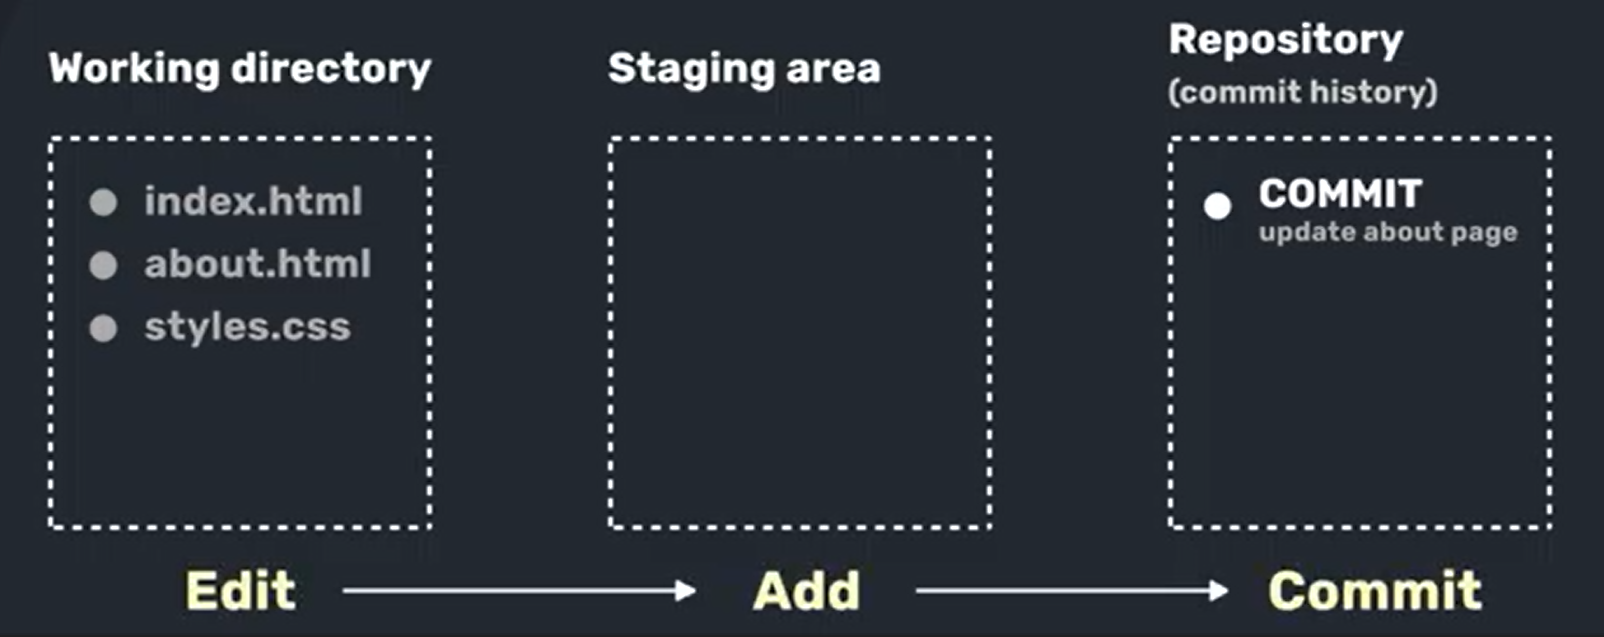 Working directory
index.html
about.html
styles.css
Edit
Staging area
Add
Repository
(commit history)
COMMIT
update about page
Commit